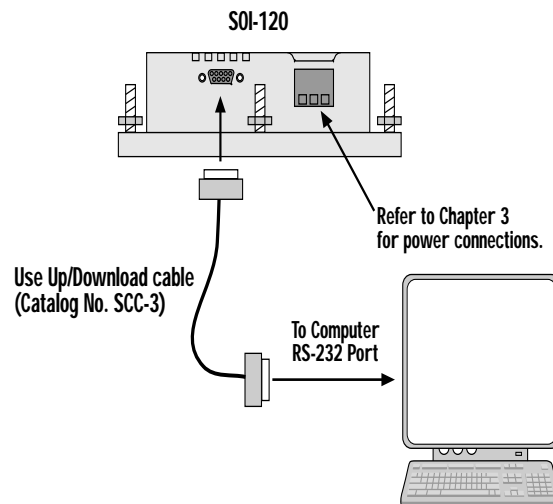 SOI-120
Refer to Chapter 3
for power connections.
Use Up/Download cable
(Catalog No. SCC-3)
To Computer
RS-232 Port